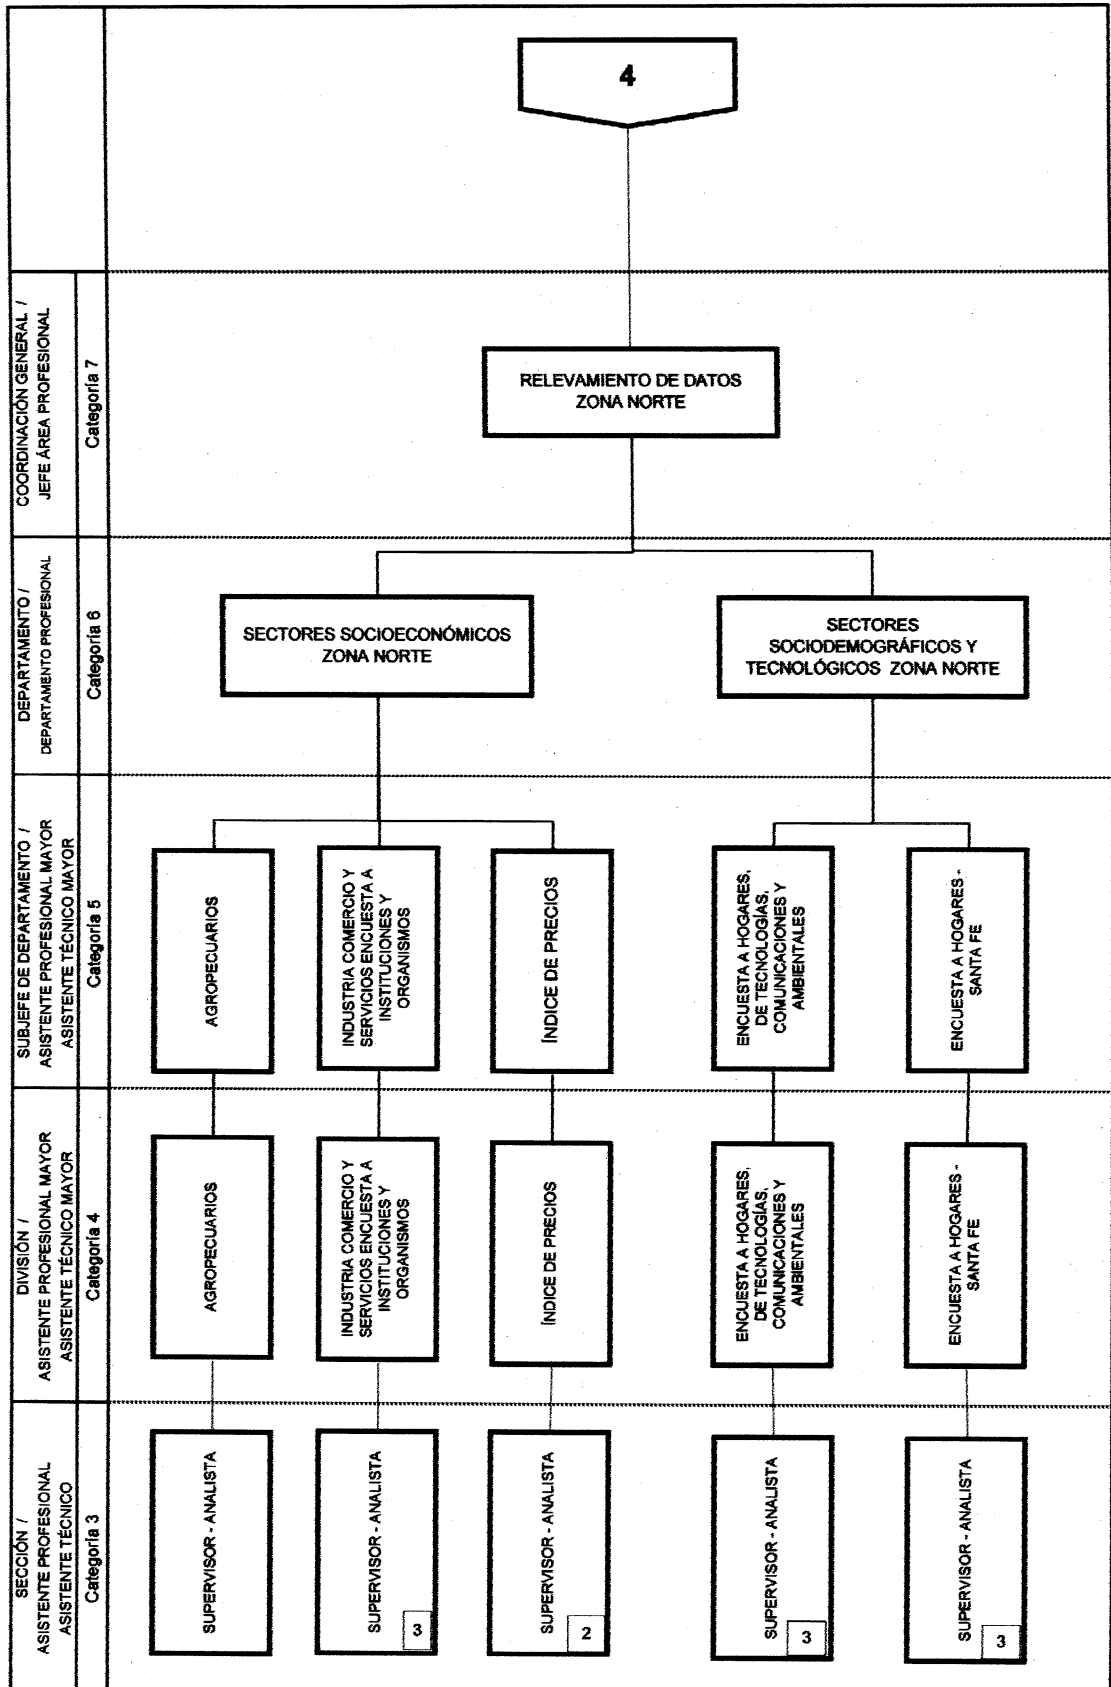 4
COORDINACIÓN GENERAL /
JEFE ÁREA PROFESIONAL
Categoría 7
RELEVAMIENTO DE DATOS
ZONA NORTE
DEPARTAMENTO /
DEPARTAMENTO PROFESIONAL
Categoría 6
SECTORES SOCIOECONÓMICOS
ZONA NORTE
SECTORES
SOCIODEMOGRÁFICOS Y
TECNOLÓGICOS ZONA NORTE
SUBJEFE DE DEPARTAMENTO /
ASISTENTE PROFESIONAL MAYOR
ASISTENTE TÉCNICO MAYOR
Categoría 5
AGROPECUARIOS
INDUSTRIA COMERCIO Y
SERVICIOS ENCUESTA A
INSTITUCIONES Y
ORGANISMOS
ÍNDICE DE PRECIOS
ENCUESTA A HOGARES,
DE TECNOLOGÍAS,
COMUNICACIONES Y
AMBIENTALES
ENCUESTA A HOGARES -
SANTA FE
DIVISIÓN /
ASISTENTE PROFESIONAL MAYOR
ASISTENTE TÉCNICO MAYOR
Categoría 4
AGROPECUARIOS
INDUSTRIA COMERCIO Y
SERVICIOS ENCUESTA A
INSTITUCIONES Y
ORGANISMOS
ÍNDICE DE PRECIOS
ENCUESTA A HOGARES,
DE TECNOLOGÍAS,
COMUNICACIONES Y
AMBIENTALES
ENCUESTA A HOGARES -
SANTA FE
SECCIÓN /
ASISTENTE PROFESIONAL
ASISTENTE TÉCNICO
Categoría 3
SUPERVISOR - ANALISTA
SUPERVISOR - ANALISTA
3
SUPERVISOR - ANALISTA
2
SUPERVISOR - ANALISTA
3
SUPERVISOR - ANALISTA
3